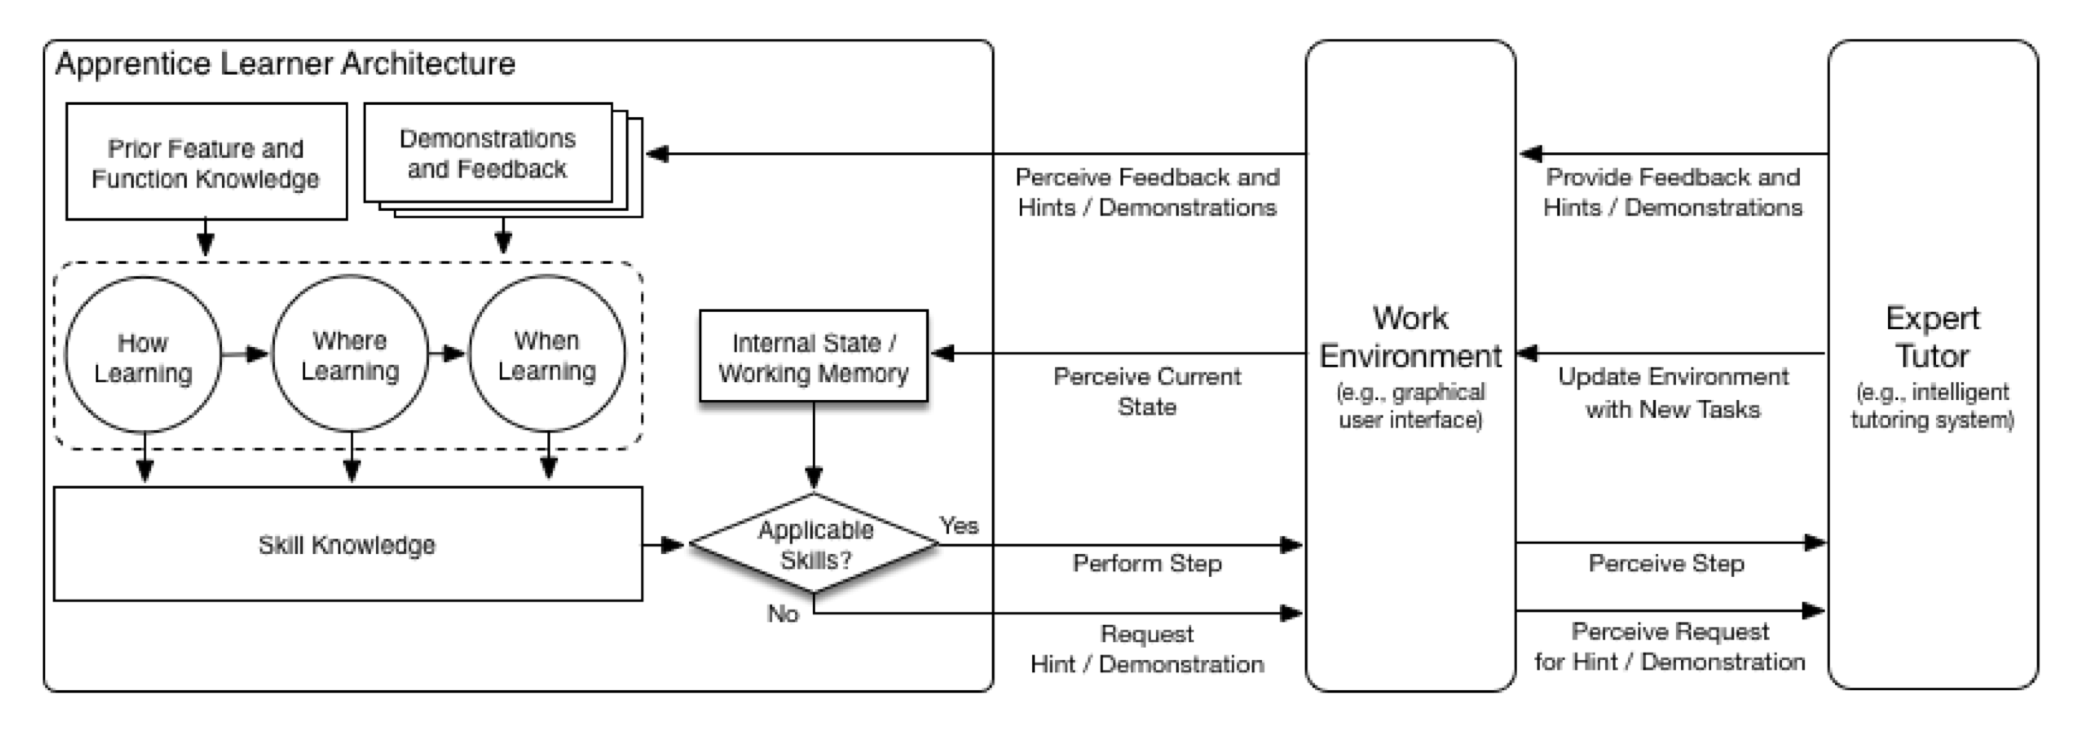 Apprentice Learner Architecture
Prior Feature and
Function Knowledge
Demonstrations
and Feedback
Perceive Feedback and
Hints / Demonstrations
Provide Feedback and
Hints / Demonstrations
How
Learning
Where
Learning
When
Learning
Internal State /
Working Memory
Perceive Current
State
Work
Environment
(e.g., graphical
user interface)
Update Environment
with New Tasks
Expert
Tutor
(e.g., intelligent
tutoring system)
Skill Knowledge
Applicable
Skills?
Yes
Perform Step
Perceive Step
No
Request
Hint / Demonstration
Perceive Request
for Hint / Demonstration